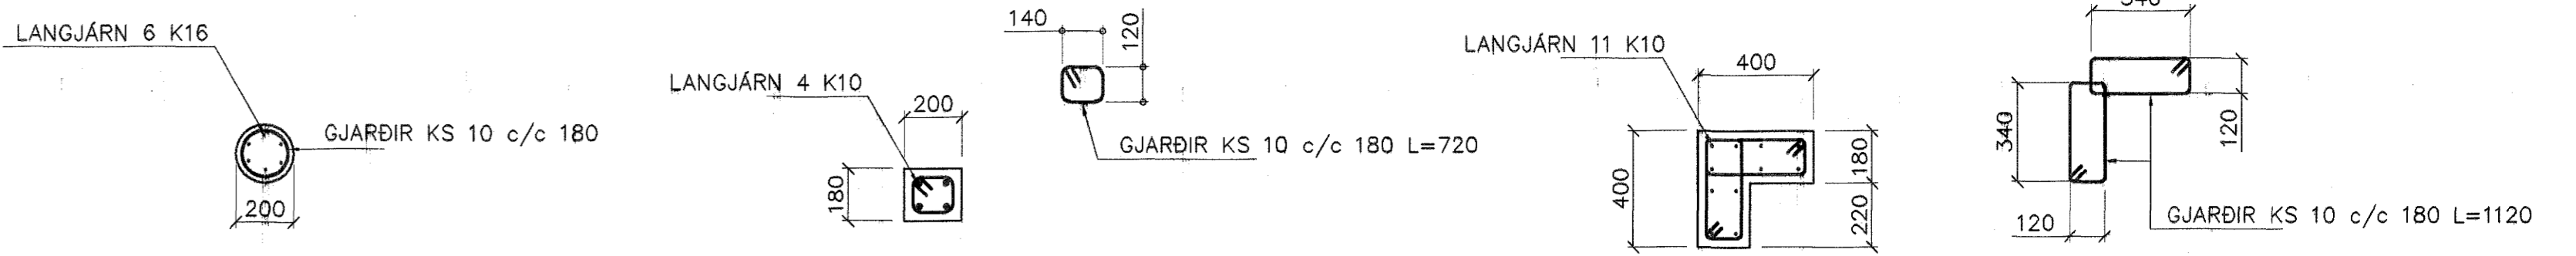 LANGJÁRN 6 K16
GJARÐIR KS 10 c/c 180
200
LANGJÁRN 4 K10
200
180
140
120
GJARÐIR KS 10 c/c 180 L=720
LANGJÁRN 11 K10
400
400
180
220
340
340
120
120
GJARÐIR KS 10 c/c 180 L=1120